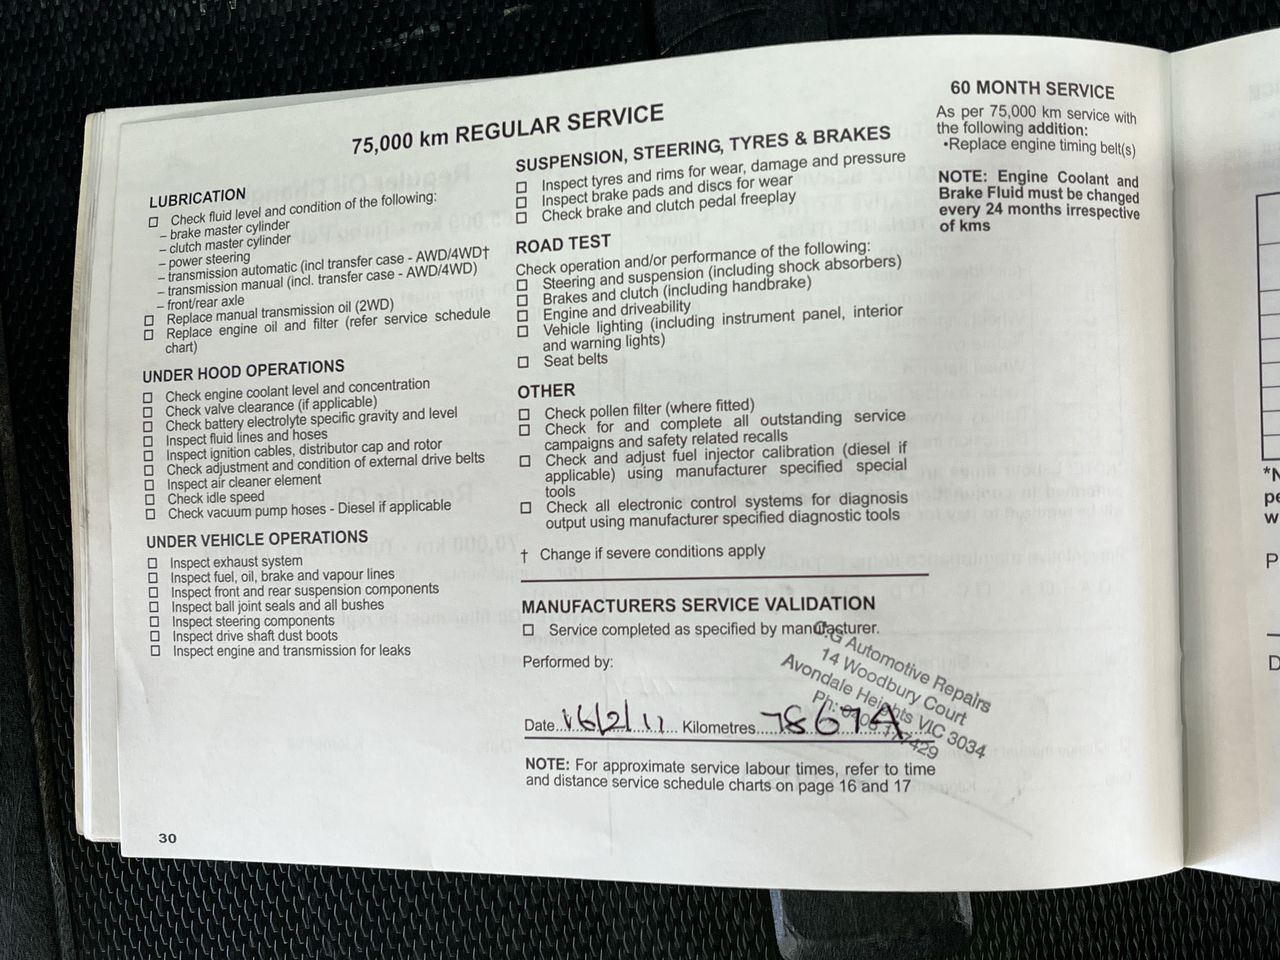 75,000 km REGULAR SERVICE
LUBRICATION
Check fluid level and condition of the following:
– brake master cylinder
– clutch master cylinder
– power steering
– transmission automatic (incl transfer case - AWD/4WD†
– transmission manual (incl. transfer case - AWD/4WD)
– front/rear axle
Replace manual transmission oil (2WD)
Replace engine oil and filter (refer service schedule
chart)
UNDER HOOD OPERATIONS
Check engine coolant level and concentration
Check valve clearance (if applicable)
Check battery electrolyte specific gravity and level
Inspect fluid lines and hoses
Inspect ignition cables, distributor cap and rotor
Check adjustment and condition of external drive belts
Inspect air cleaner element
Check idle speed
Check vacuum pump hoses - Diesel if applicable
UNDER VEHICLE OPERATIONS
Inspect exhaust system
Inspect fuel, oil, brake and vapour lines
Inspect front and rear suspension components
Inspect ball joint seals and all bushes
Inspect steering components
Inspect drive shaft dust boots
Inspect engine and transmission for leaks
30
SUSPENSION, STEERING, TYRES & BRAKES
Inspect tyres and rims for wear, damage and pressure
Inspect brake pads and discs for wear
Check brake and clutch pedal freeplay
ROAD TEST
Check operation and/or performance of the following:
Steering and suspension (including shock absorbers)
Brakes and clutch (including handbrake)
Engine and driveability
Vehicle lighting (including instrument panel, interior
and warning lights)
Seat belts
OTHER
Check pollen filter (where fitted)
Check for and complete all outstanding service
campaigns and safety related recalls
Check and adjust fuel injector calibration (diesel if
applicable) using manufacturer specified special
tools
Check all electronic control systems for diagnosis
output using manufacturer specified diagnostic tools
† Change if severe conditions apply
MANUFACTURERS SERVICE VALIDATION
Service completed as specified by manufacturer.
Performed by:
Automotive Repairs
14 Woodbury Court
Avondale Heights VIC 3034
Ph:
Date 16/2/11 Kilometres
NOTE: For approximate service labour times, refer to time
and distance service schedule charts on page 16 and 17
60 MONTH SERVICE
As per 75,000 km service with
the following addition:
•Replace engine timing belt(s)
NOTE: Engine Coolant and
Brake Fluid must be changed
every 24 months irrespective
of kms